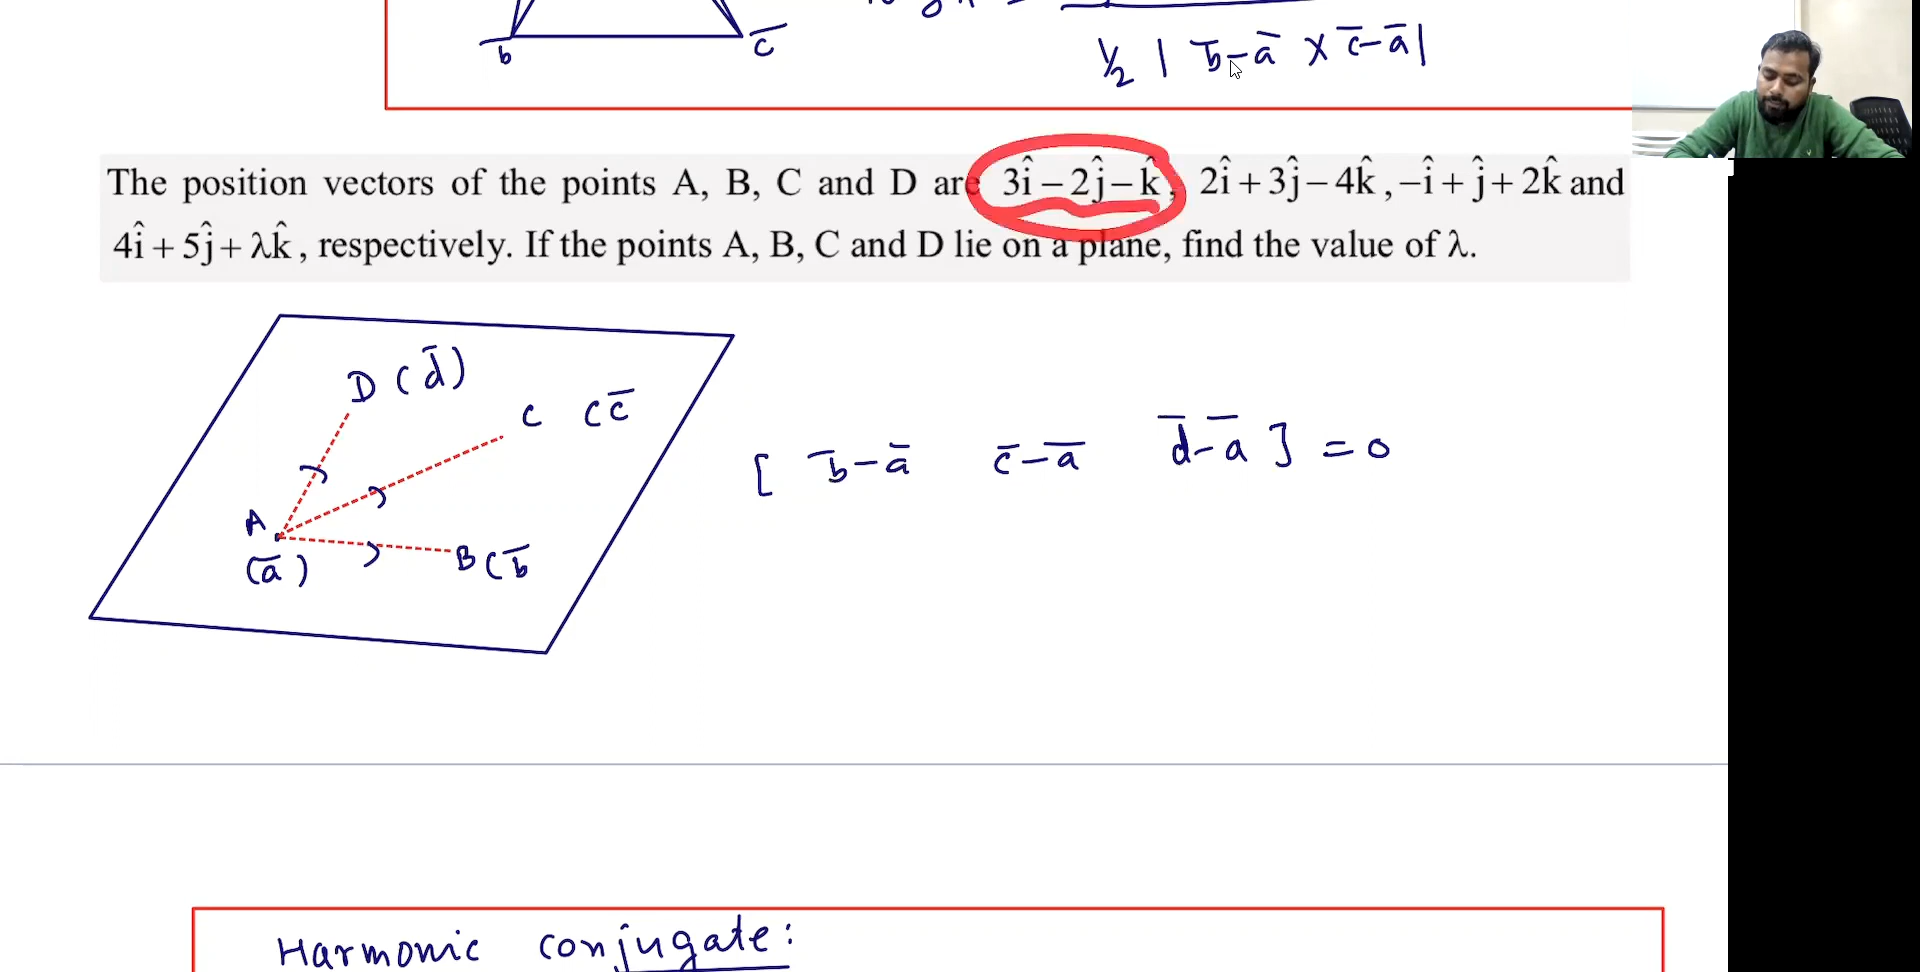 b̄ c̄
½ | b̄-ā × c̄-ā |
The position vectors of the points A, B, C and D are 3î – 2ĵ – k̂, 2î + 3ĵ – 4k̂, –î + ĵ + 2k̂ and
4î + 5ĵ + λk̂, respectively. If the points A, B, C and D lie on a plane, find the value of λ.
D (d̄)
C (c̄
[ b̄-ā c̄-ā d̄-ā ] = 0
A
(ā) B (b̄
Harmonic conjugate: